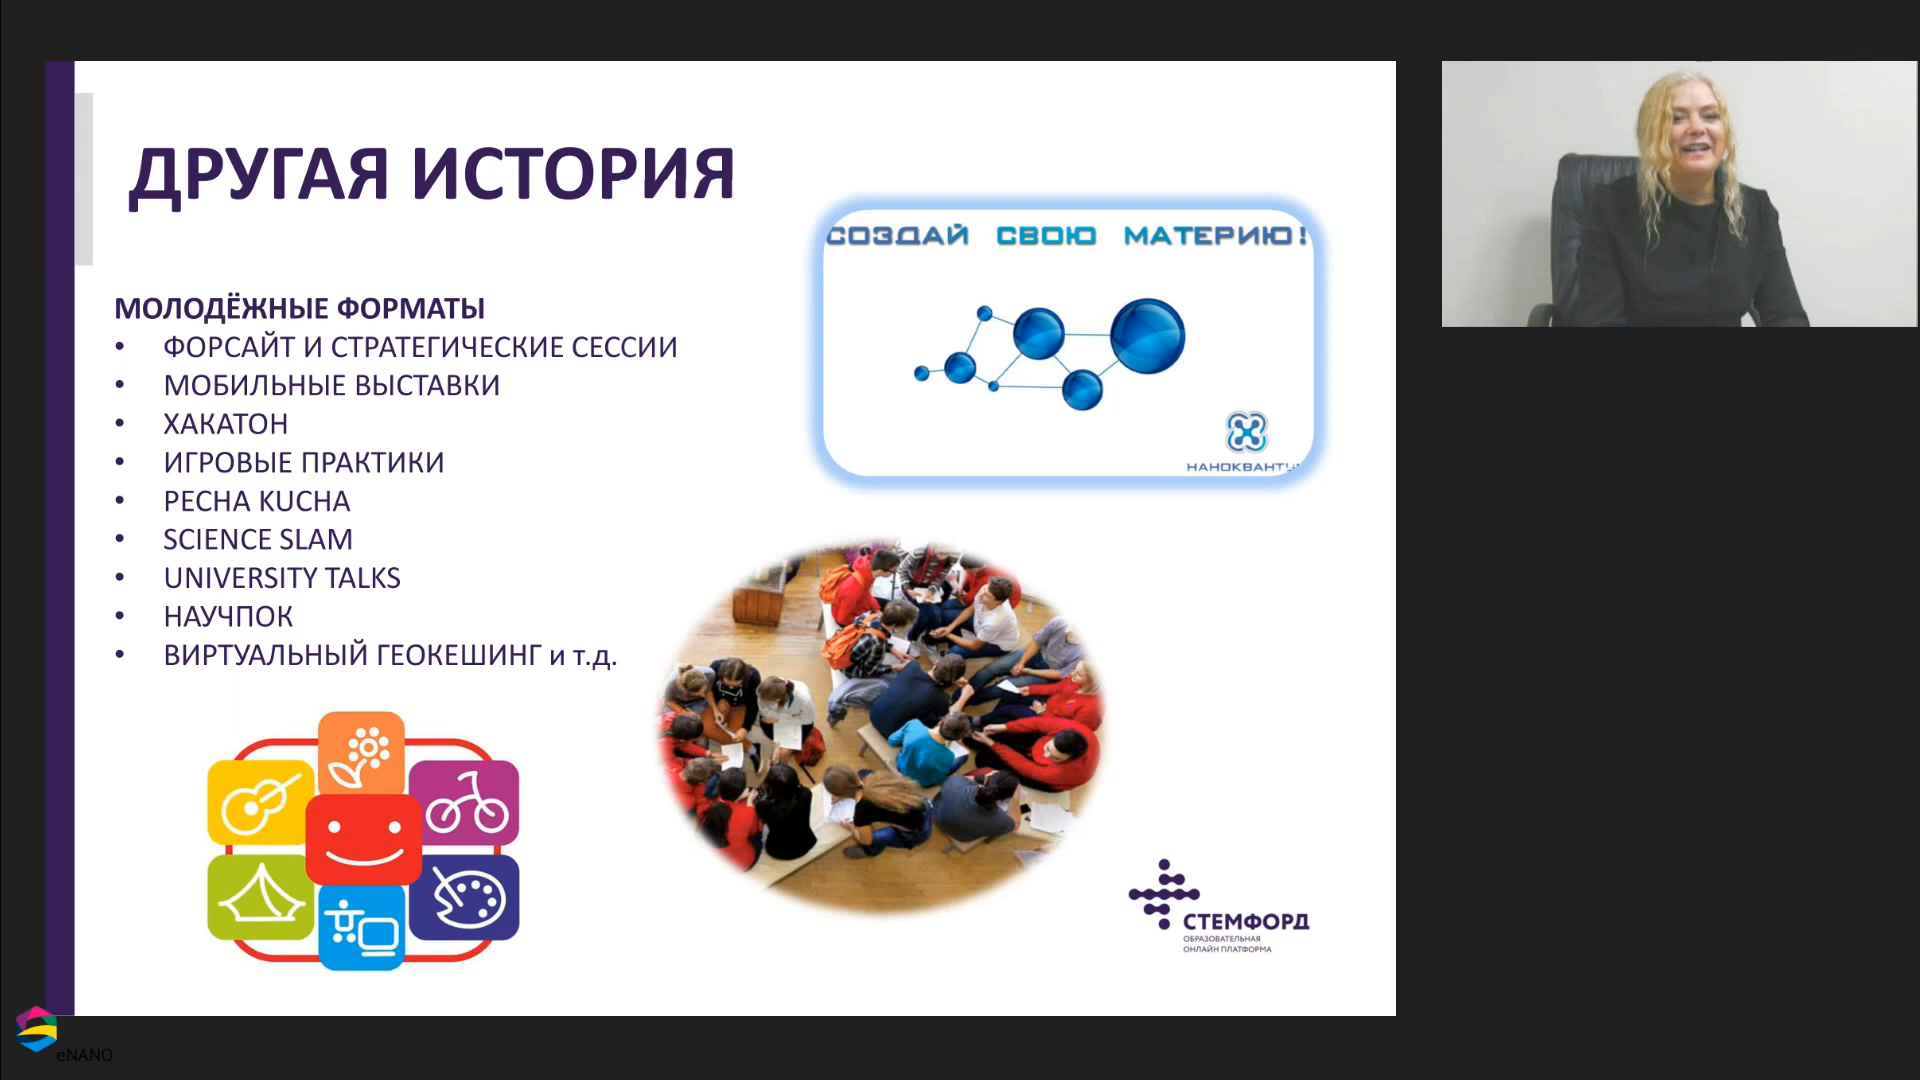 ДРУГАЯ ИСТОРИЯ
СОЗДАЙ СВОЮ МАТЕРИЮ!
НАНОКВАНТУ
МОЛОДЁЖНЫЕ ФОРМАТЫ
• ФОРСАЙТ И СТРАТЕГИЧЕСКИЕ СЕССИИ
• МОБИЛЬНЫЕ ВЫСТАВКИ
• ХАКАТОН
• ИГРОВЫЕ ПРАКТИКИ
• PECHA KUCHA
• SCIENCE SLAM
• UNIVERSITY TALKS
• НАУЧПОК
• ВИРТУАЛЬНЫЙ ГЕОКЕШИНГ и т.д.
СТЕМФОРД
ОБРАЗОВАТЕЛЬНАЯ
ОНЛАЙН ПЛАТФОРМА
eNANO